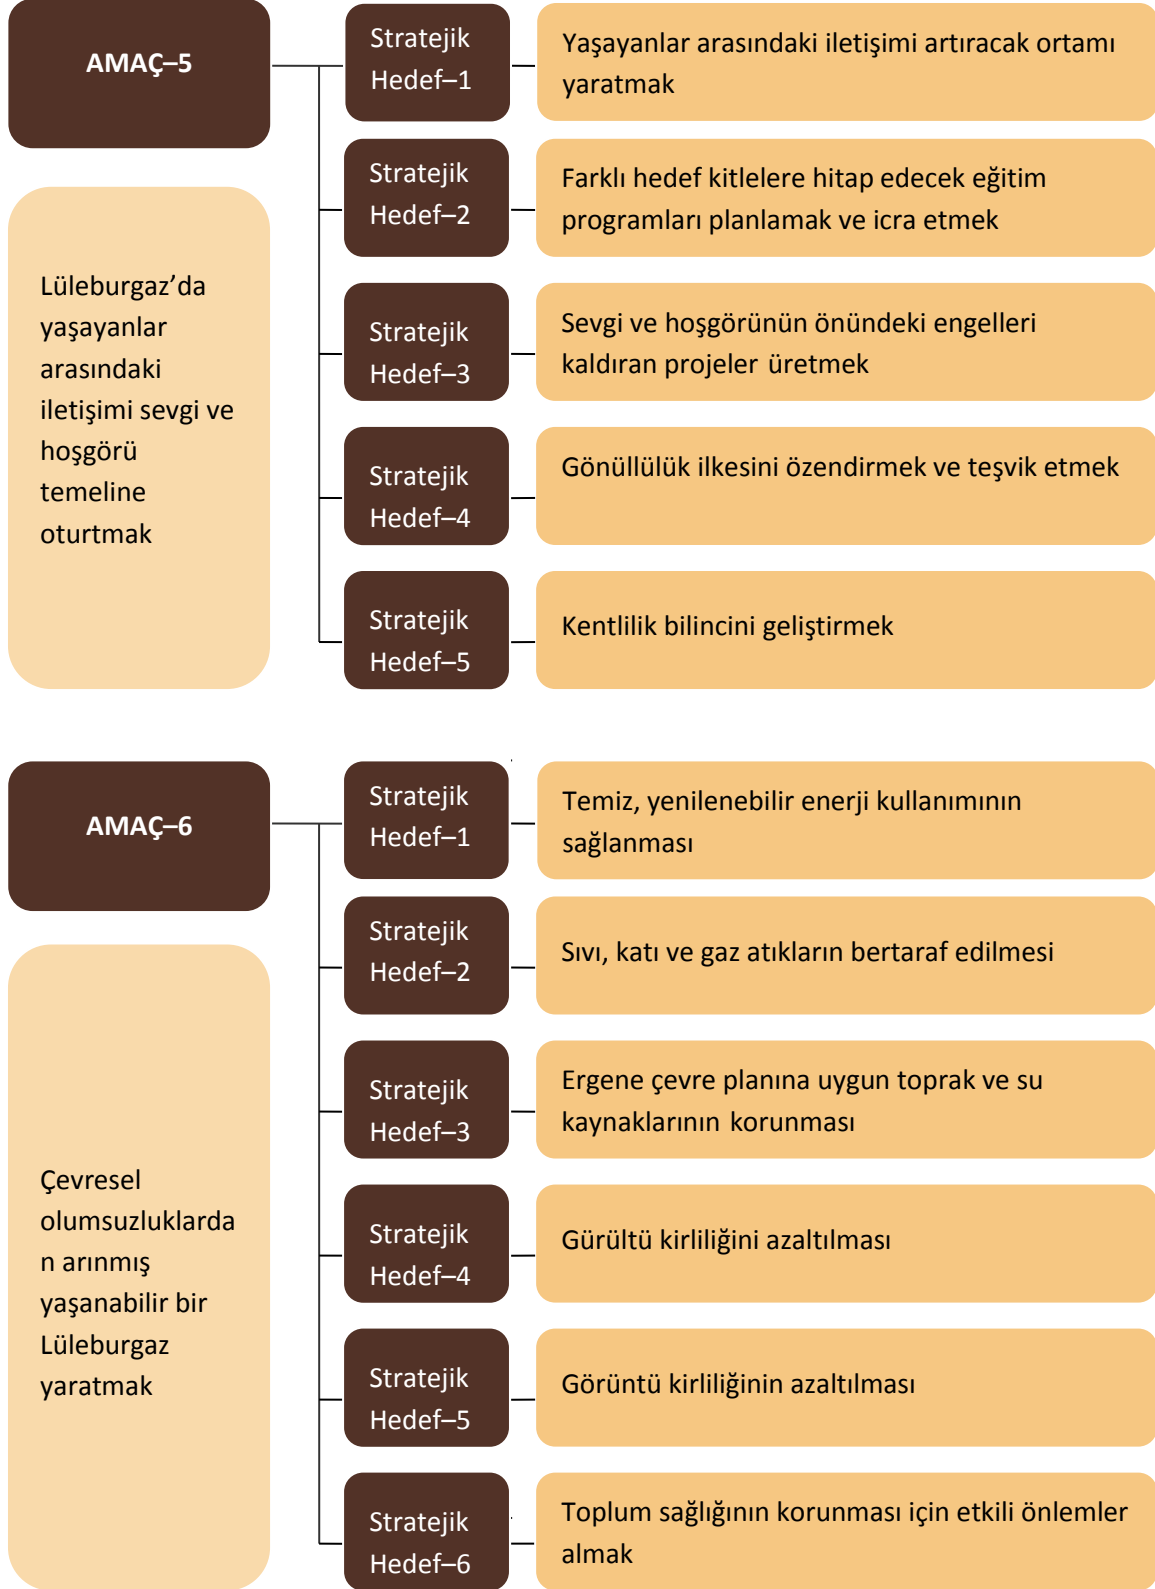 AMAÇ–5
Lüleburgaz’da
yaşayanlar
arasındaki
iletişimi sevgi ve
hoşgörü
temeline
oturtmak
Stratejik
Hedef–1
Yaşayanlar arasındaki iletişimi artıracak ortamı
yaratmak
Stratejik
Hedef–2
Farklı hedef kitlelere hitap edecek eğitim
programları planlamak ve icra etmek
Stratejik
Hedef–3
Sevgi ve hoşgörünün önündeki engelleri
kaldıran projeler üretmek
Stratejik
Hedef–4
Gönüllülük ilkesini özendirmek ve teşvik etmek
Stratejik
Hedef–5
Kentlilik bilincini geliştirmek
AMAÇ–6
Çevresel
olumsuzluklarda
n arınmış
yaşanabilir bir
Lüleburgaz
yaratmak
Stratejik
Hedef–1
Temiz, yenilenebilir enerji kullanımının
sağlanması
Stratejik
Hedef–2
Sıvı, katı ve gaz atıkların bertaraf edilmesi
Stratejik
Hedef–3
Ergene çevre planına uygun toprak ve su
kaynaklarının korunması
Stratejik
Hedef–4
Gürültü kirliliğini azaltılması
Stratejik
Hedef–5
Görüntü kirliliğinin azaltılması
Stratejik
Hedef–6
Toplum sağlığının korunması için etkili önlemler
almak